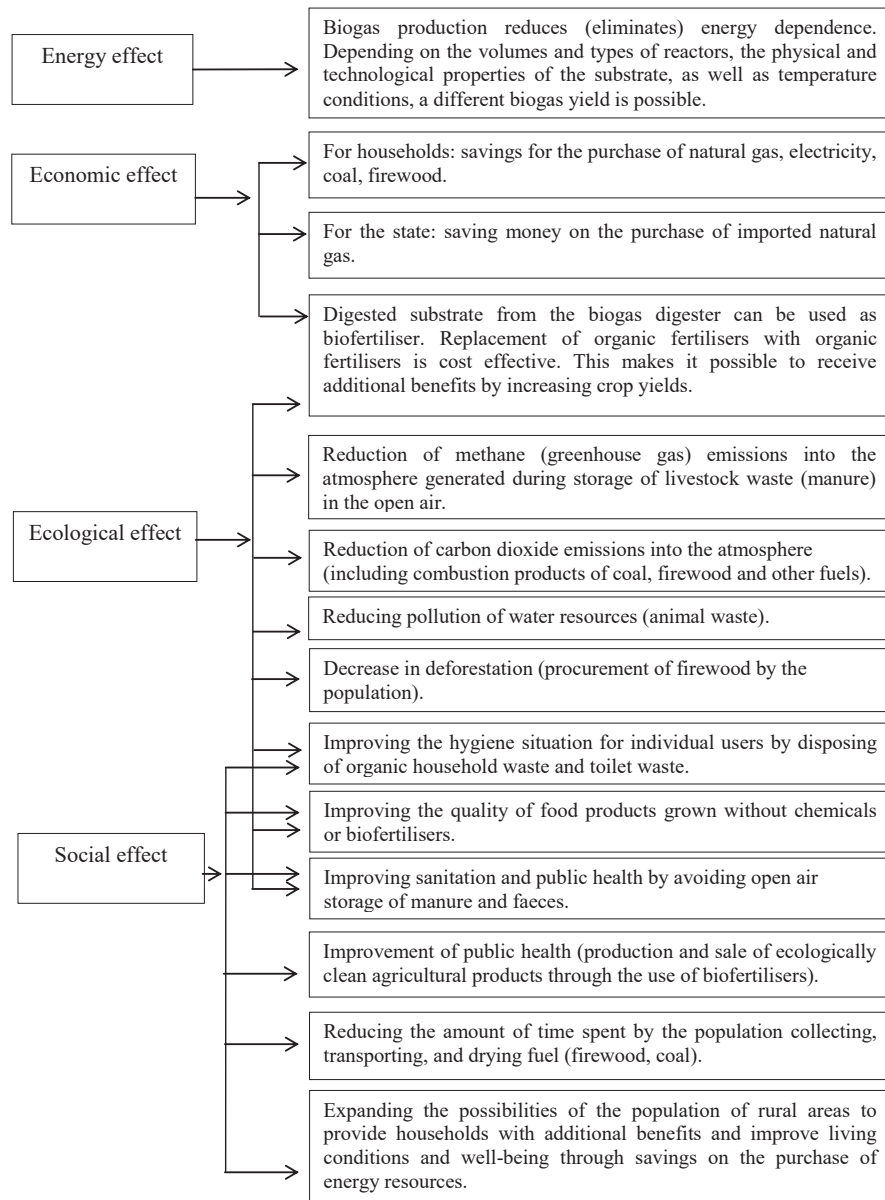 Energy effect
Biogas production reduces (eliminates) energy dependence.
Depending on the volumes and types of reactors, the physical and
technological properties of the substrate, as well as temperature
conditions, a different biogas yield is possible.
Economic effect
For households: savings for the purchase of natural gas, electricity,
coal, firewood.
For the state: saving money on the purchase of imported natural
gas.
Digested substrate from the biogas digester can be used as
biofertiliser. Replacement of organic fertilisers with organic
fertilisers is cost effective. This makes it possible to receive
additional benefits by increasing crop yields.
Ecological effect
Reduction of methane (greenhouse gas) emissions into the
atmosphere generated during storage of livestock waste (manure)
in the open air.
Reduction of carbon dioxide emissions into the atmosphere
(including combustion products of coal, firewood and other fuels).
Reducing pollution of water resources (animal waste).
Decrease in deforestation (procurement of firewood by the
population).
Improving the hygiene situation for individual users by disposing
of organic household waste and toilet waste.
Social effect
Improving the quality of food products grown without chemicals
or biofertilisers.
Improving sanitation and public health by avoiding open air
storage of manure and faeces.
Improvement of public health (production and sale of ecologically
clean agricultural products through the use of biofertilisers).
Reducing the amount of time spent by the population collecting,
transporting, and drying fuel (firewood, coal).
Expanding the possibilities of the population of rural areas to
provide households with additional benefits and improve living
conditions and well-being through savings on the purchase of
energy resources.